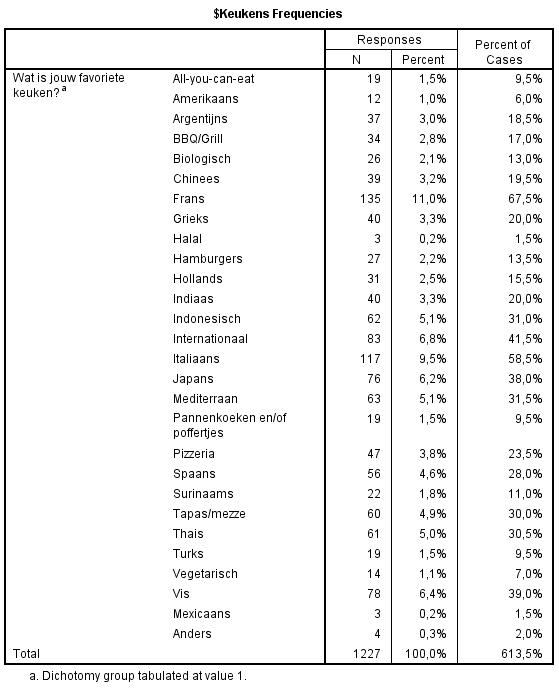 $Keukens Frequencies
Responses
Percent of
N Percent Cases
Wat is jouw favoriete All-you-can-eat 19 1,5% 9,5%
keuken? a Amerikaans 12 1,0% 6,0%
Argentijns 37 3,0% 18,5%
BBQ/Grill 34 2,8% 17,0%
Biologisch 26 2,1% 13,0%
Chinees 39 3,2% 19,5%
Frans 135 11,0% 67,5%
Grieks 40 3,3% 20,0%
Halal 3 0,2% 1,5%
Hamburgers 27 2,2% 13,5%
Hollands 31 2,5% 15,5%
Indiaas 40 3,3% 20,0%
Indonesisch 62 5,1% 31,0%
Internationaal 83 6,8% 41,5%
Italiaans 117 9,5% 58,5%
Japans 76 6,2% 38,0%
Mediterraan 63 5,1% 31,5%
Pannenkoeken en/of 19 1,5% 9,5%
poffertjes
Pizzeria 47 3,8% 23,5%
Spaans 56 4,6% 28,0%
Surinaams 22 1,8% 11,0%
Tapas/mezze 60 4,9% 30,0%
Thais 61 5,0% 30,5%
Turks 19 1,5% 9,5%
Vegetarisch 14 1,1% 7,0%
Vis 78 6,4% 39,0%
Mexicaans 3 0,2% 1,5%
Anders 4 0,3% 2,0%
Total 1227 100,0% 613,5%
a. Dichotomy group tabulated at value 1.